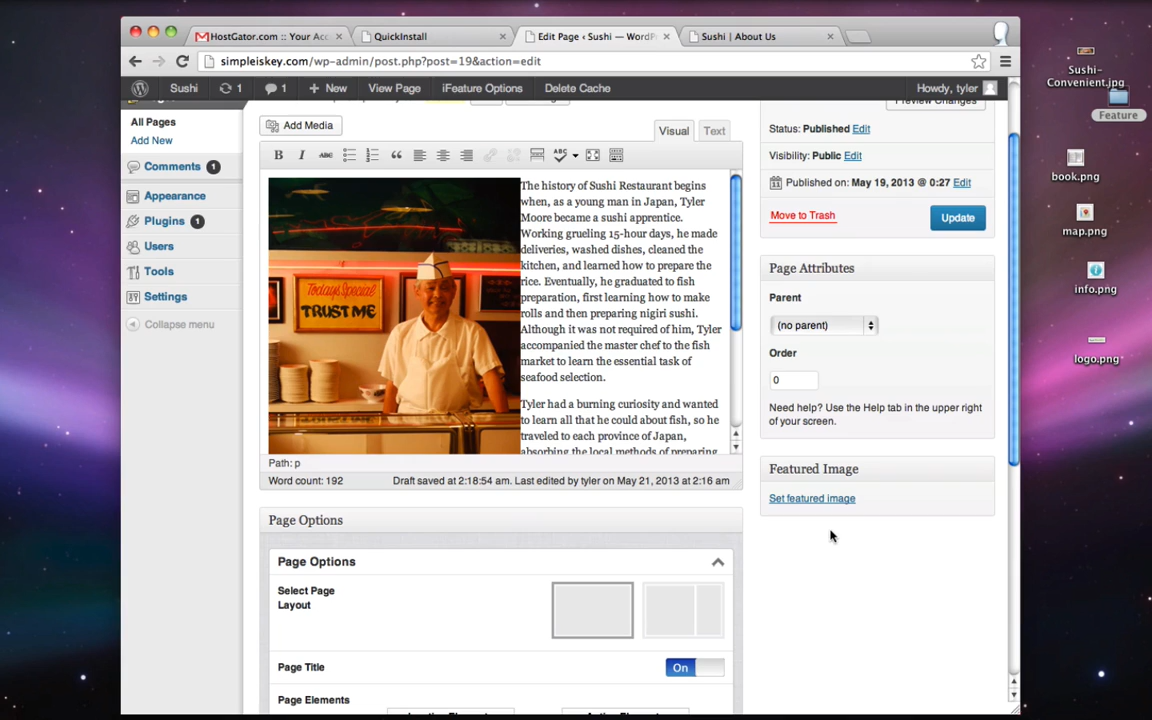 HostGator.com :: Your Acc
QuickInstall
Edit Page ‹ Sushi — WordPr
Sushi | About Us
simpleiskey.com/wp-admin/post.php?post=19&action=edit
Sushi
1
1
New
View Page
iFeature Options
Delete Cache
Howdy, tyler
All Pages
Add New
Comments 1
Appearance
Plugins 1
Users
Tools
Settings
Collapse menu
Add Media
Visual
Text
B I ABC
ABC
Today's Special
TRUST ME
The history of Sushi Restaurant begins
when, as a young man in Japan, Tyler
Moore became a sushi apprentice.
Working grueling 15-hour days, he made
deliveries, washed dishes, cleaned the
kitchen, and learned how to prepare the
rice. Eventually, he graduated to fish
preparation, first learning how to make
rolls and then preparing nigiri sushi.
Although it was not required of him, Tyler
accompanied the master chef to the fish
market to learn the essential task of
seafood selection.
Tyler had a burning curiosity and wanted
to learn all that he could about fish, so he
traveled to each province of Japan,
absorbing the local methods of preparing
Path: p
Word count: 192
Draft saved at 2:18:54 am. Last edited by tyler on May 21, 2013 at 2:16 am
Page Options
Page Options
Select Page
Layout
Page Title
On
Page Elements
Preview Changes
Status: Published Edit
Visibility: Public Edit
Published on: May 19, 2013 @ 0:27 Edit
Move to Trash
Update
Page Attributes
Parent
(no parent)
Order
0
Need help? Use the Help tab in the upper right
of your screen.
Featured Image
Set featured image
Sushi-
Convenient.jpg
Feature
book.png
map.png
info.png
logo.png